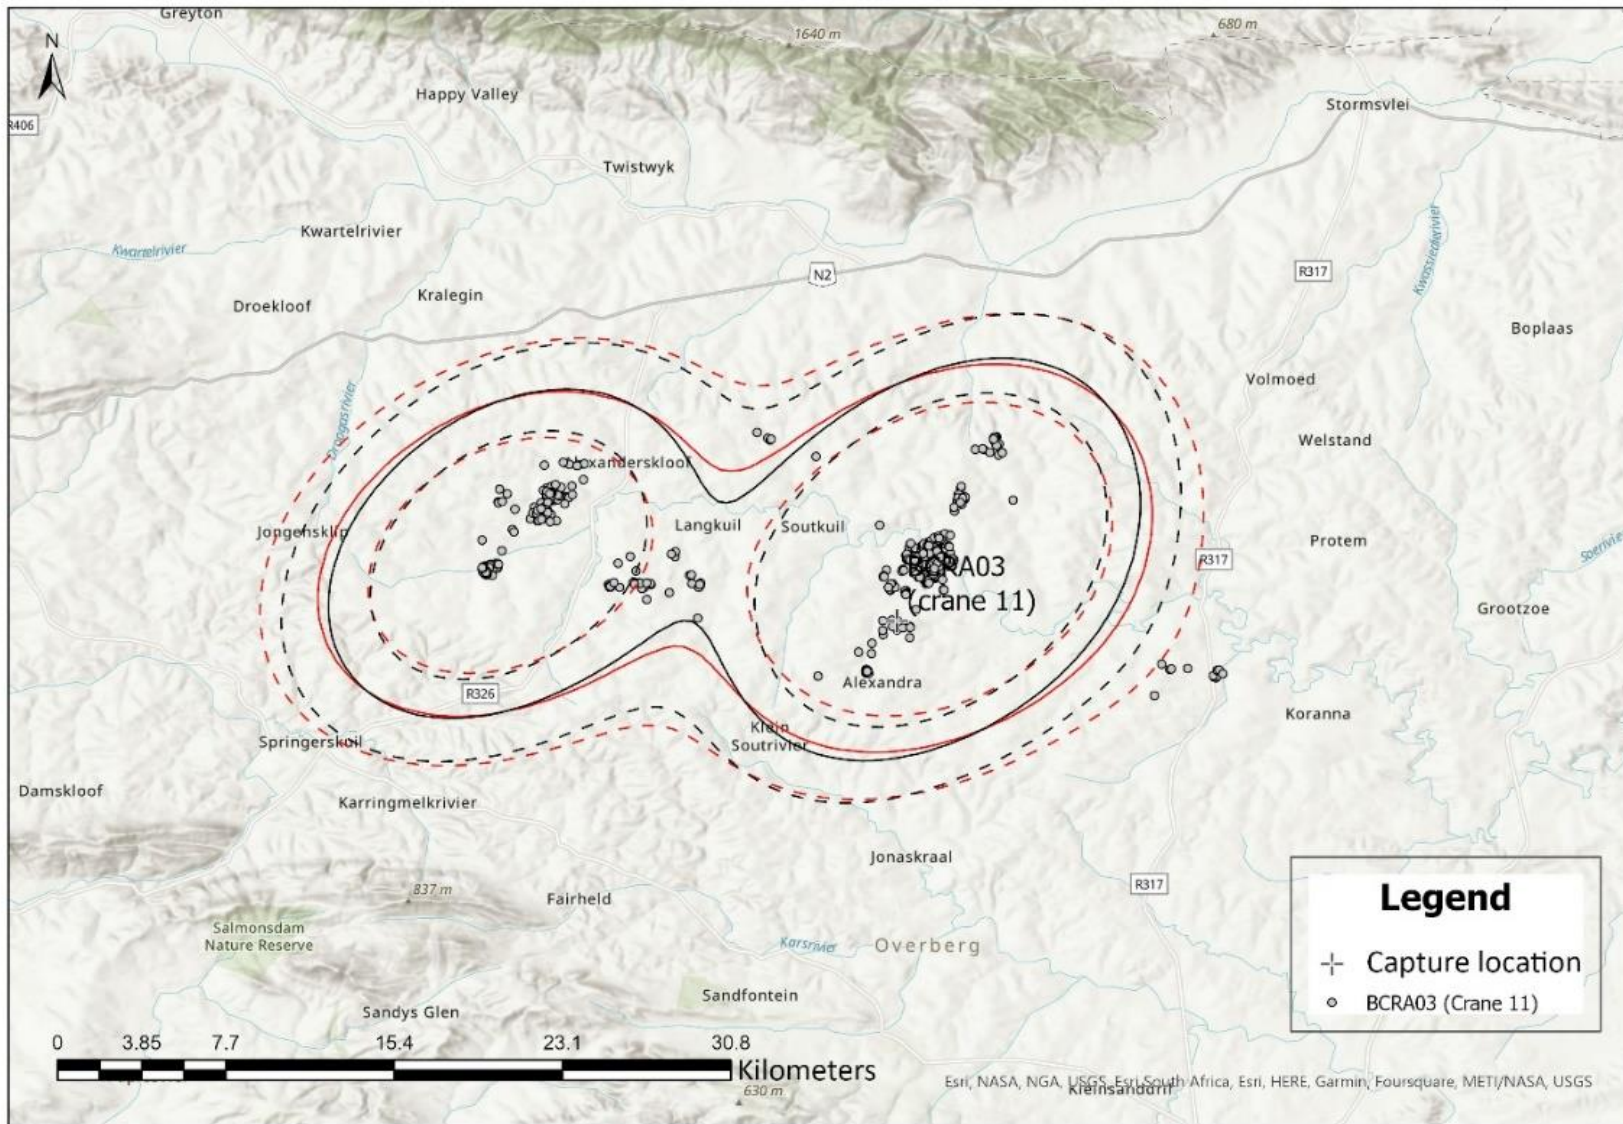 Greyton
1640 m
680 m
N
Happy Valley
Stormsvlei
R406
Twistwyk
Kwartelrivier
Kwartelrivier
Kwassiedierivier
N2
R317
Droekloof
Kralegin
Boplaas
Volmoed
Droogasrivier
Welstand
Jongensklip
Langkuil
Soutkuil
Protem
R317
BCRA03
(crane 11)
Grootzoe
Alexandra
R326
Koranna
Springerskuil
Klein
Soutrivier
Damskloof
Karringmelkrivier
Jonaskraal
837 m
Fairheld
R317
Legend
Salmonsdam
Nature Reserve
Karsrivier
Overberg
Capture location
Sandfontein
BCRA03 (Crane 11)
Sandys Glen
0 3.85 7.7 15.4 23.1 30.8
Kilometers
630 m
Esri, NASA, NGA, USGS, Esri South Africa, Esri, HERE, Garmin, Foursquare, METI/NASA, USGS